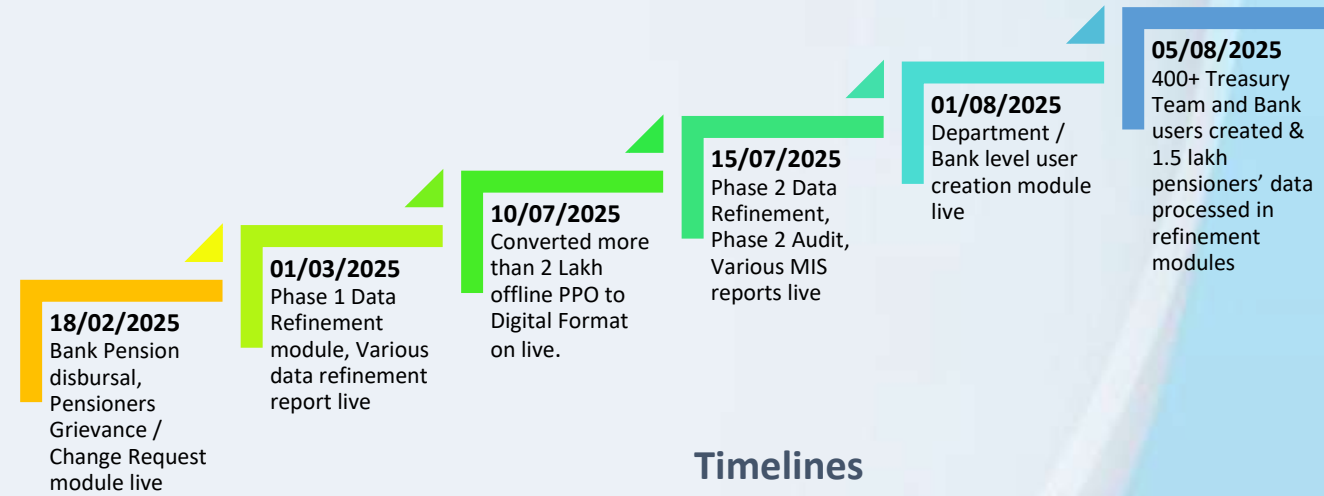 18/02/2025
Bank Pension
disbursal,
Pensioners
Grievance /
Change Request
module live
01/03/2025
Phase 1 Data
Refinement
module, Various
data refinement
report live
10/07/2025
Converted more
than 2 Lakh
offline PPO to
Digital Format
on live.
15/07/2025
Phase 2 Data
Refinement,
Phase 2 Audit,
Various MIS
reports live
01/08/2025
Department /
Bank level user
creation module
live
05/08/2025
400+ Treasury
Team and Bank
users created &
1.5 lakh
pensioners’ data
processed in
refinement
modules
Timelines